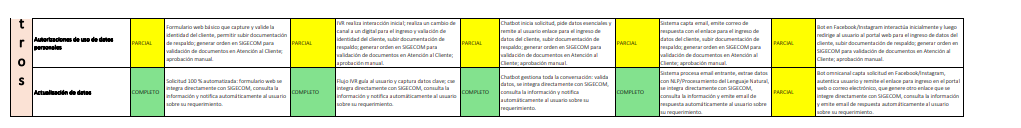 t
r
o
s
Autorizaciones de uso de datos
personales
PARCIAL
Formulario web básico que capture y valide la
identidad del cliente, permitir subir documento
de respaldo; generar orden en SIGECOM para
validación de documentos en Atención al Cliente;
aprobación manual.
PARCIAL
IVR realiza interacción inicial; realiza un cambio de
canal a un digital para el ingreso y validación de
identidad del cliente, subir documentación de
respaldo; generar orden en SIGECOM para
validación de documentos en Atención al Cliente;
aprobación manual.
PARCIAL
Chatbot inicia solicitud, pide datos esenciales y
remite al usuario enlace para el ingreso de
datos del cliente, subir documentación de
respaldo; generar orden en SIGECOM para
validación de documentos en Atención al
Cliente; aprobación manual.
PARCIAL
Sistema capta email, emite correo de
respuesta con el enlace para el ingreso de
datos del cliente, subir documentación de
respaldo; generar orden en SIGECOM para
validación de documentos en Atención al
Cliente; aprobación manual.
PARCIAL
Bot en Facebook/Instagram interactúa inicialmente y luego
redirige al usuario al portal web para el ingreso de datos del
cliente, subir documentación de respaldo; generar orden en
SIGECOM para validación de documentos en Atención al
Cliente; aprobación manual.
Actualización de datos
COMPLETO
Solicitud 100 % automatizada: formulario web se
integra directamente con SIGECOM, consulta la
información y notifica automáticamente al usuario
su requerimiento.
COMPLETO
Flujo IVR guía al usuario y captura datos clave; cse
integra directamente con SIGECOM, consulta la
información y notifica automáticamente al usuario
sobre su requerimiento.
COMPLETO
Chatbot gestiona toda la conversación: valida
datos, se integra directamente con SIGECOM,
consulta la información y notifica
automáticamente al usuario sobre su
requerimiento.
COMPLETO
Sistema procesa email entrante, extrae datos
con NLP/Procesamiento del Lenguaje Natural,
se integra directamente con SIGECOM,
consulta la información y emite email de
respuesta automáticamente al usuario sobre
su requerimiento.
PARCIAL
Bot omnicanal capta solicitud en Facebook/Instagram,
autentica usuario y remite el enlace para ingreso en el portal
web o correo electrónico, que genere otro enlace que se
integre directamente con SIGECOM, consulta la información
y emite email de respuesta automáticamente al usuario
sobre su requerimiento.